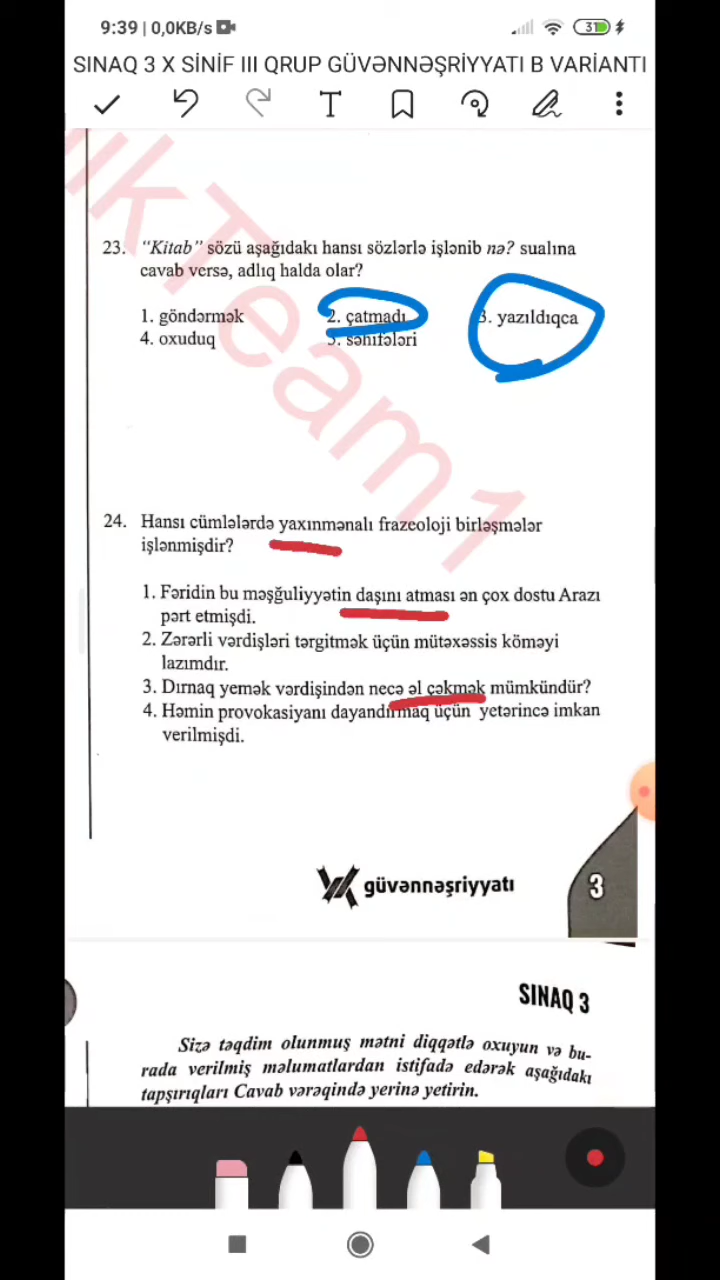 9:39 | 0,0KB/s
31
SINAQ 3 X SİNİF III QRUP GÜVƏNNƏŞRİYYATI B VARİANTI
T
ikTeam1
23. “Kitab” sözü aşağıdakı hansı sözlərlə işlənib nə? sualına
cavab versə, adlıq halda olar?
1. göndərmək 2. çatmadı 3. yazıldıqca
4. oxuduq 5. səhifələri
24. Hansı cümlələrdə yaxınmənalı frazeoloji birləşmələr
işlənmişdir?
1. Fəridin bu məşğuliyyətin daşını atması ən çox dostu Arazı
pərt etmişdi.
2. Zərərli vərdişləri tərgitmək üçün mütəxəssis köməyi
lazımdır.
3. Dırnaq yemək vərdişindən necə əl çəkmək mümkündür?
4. Həmin provokasiyanı dayandırmaq üçün yetərincə imkan
verilmişdi.
güvənnəşriyyatı
3
SINAQ 3
Sizə təqdim olunmuş mətni diqqətlə oxuyun və bu-
rada verilmiş məlumatlardan istifadə edərək aşağıdakı
tapşırıqları Cavab vərəqində yerinə yetirin.